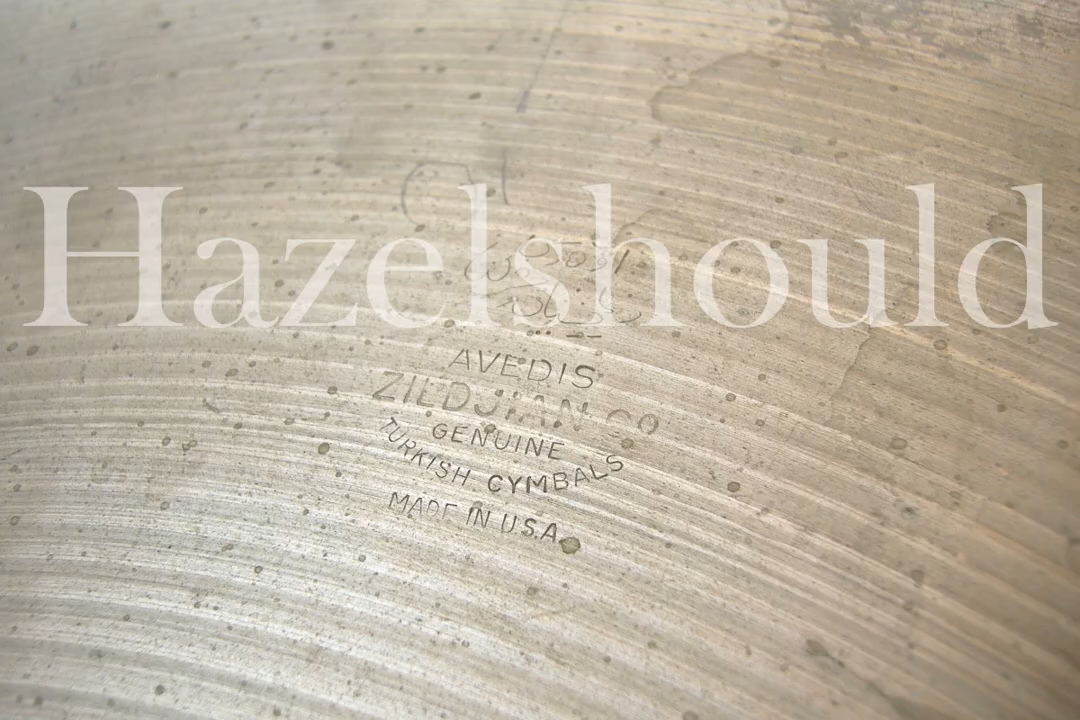 Hazelshould
AVEDIS
ZILDJIAN CO
GENUINE
TURKISH CYMBALS
MADE IN U.S.A.